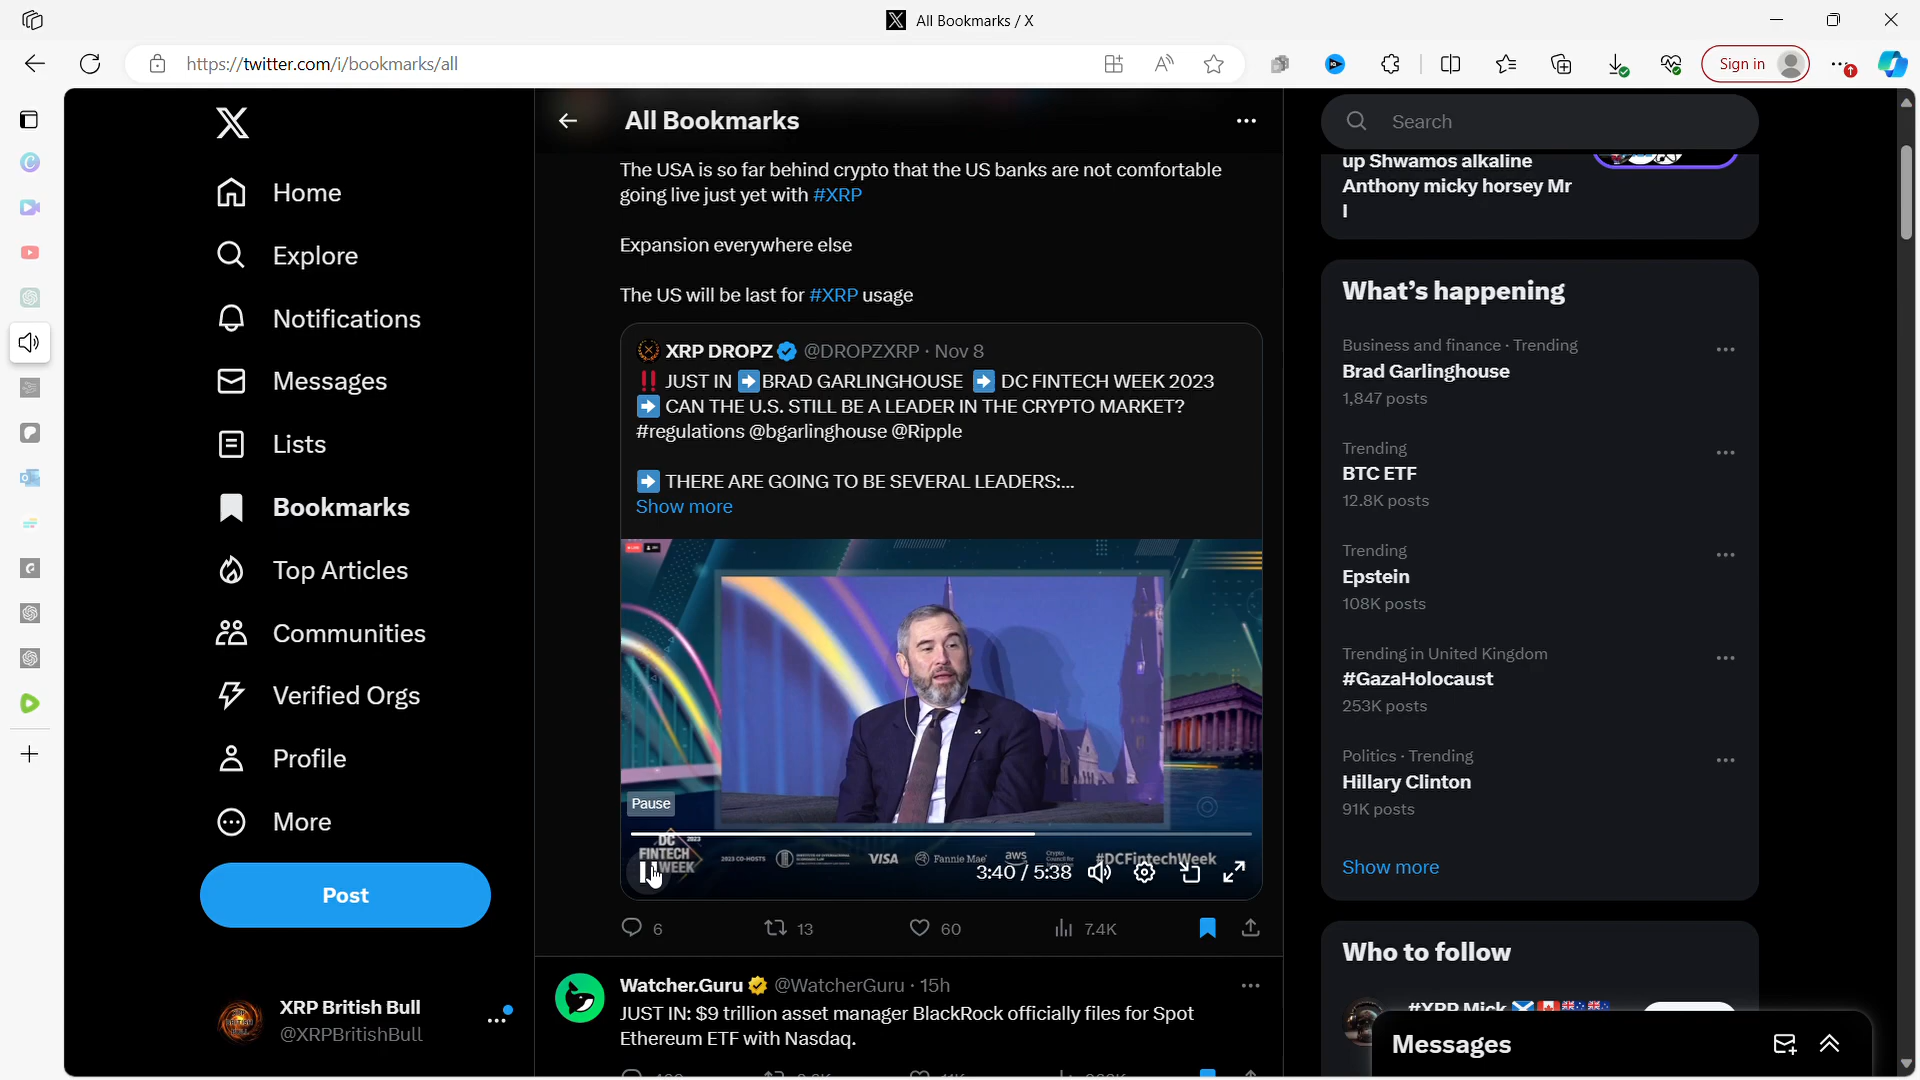 All Bookmarks / X
https://twitter.com/i/bookmarks/all
Sign in
Home
Explore
Notifications
Messages
Lists
Bookmarks
Top Articles
Communities
Verified Orgs
Profile
More
Post
XRP British Bull
@XRPBritishBull
All Bookmarks
The USA is so far behind crypto that the US banks are not comfortable
going live just yet with #XRP
Expansion everywhere else
The US will be last for #XRP usage
XRP DROPZ @DROPZXRP · Nov 8
‼️ JUST IN ➡️BRAD GARLINGHOUSE ➡️ DC FINTECH WEEK 2023
➡️ CAN THE U.S. STILL BE A LEADER IN THE CRYPTO MARKET?
#regulations @bgarlinghouse @Ripple
➡️ THERE ARE GOING TO BE SEVERAL LEADERS:...
Show more
Pause
DC 2023
FINTECH
WEEK
2023 CO-HOSTS
VISA
Fannie Mae
aws
Crypto
#DCFintechWeek
3:40 / 5:38
6
13
60
7.4K
Watcher.Guru @WatcherGuru · 15h
JUST IN: $9 trillion asset manager BlackRock officially files for Spot
Ethereum ETF with Nasdaq.
Search
up Shwamos alkaline
Anthony micky horsey Mr
I
What's happening
Business and finance · Trending
Brad Garlinghouse
1,847 posts
Trending
BTC ETF
12.8K posts
Trending
Epstein
108K posts
Trending in United Kingdom
#GazaHolocaust
253K posts
Politics · Trending
Hillary Clinton
91K posts
Show more
Who to follow
#XRP Mick
Messages